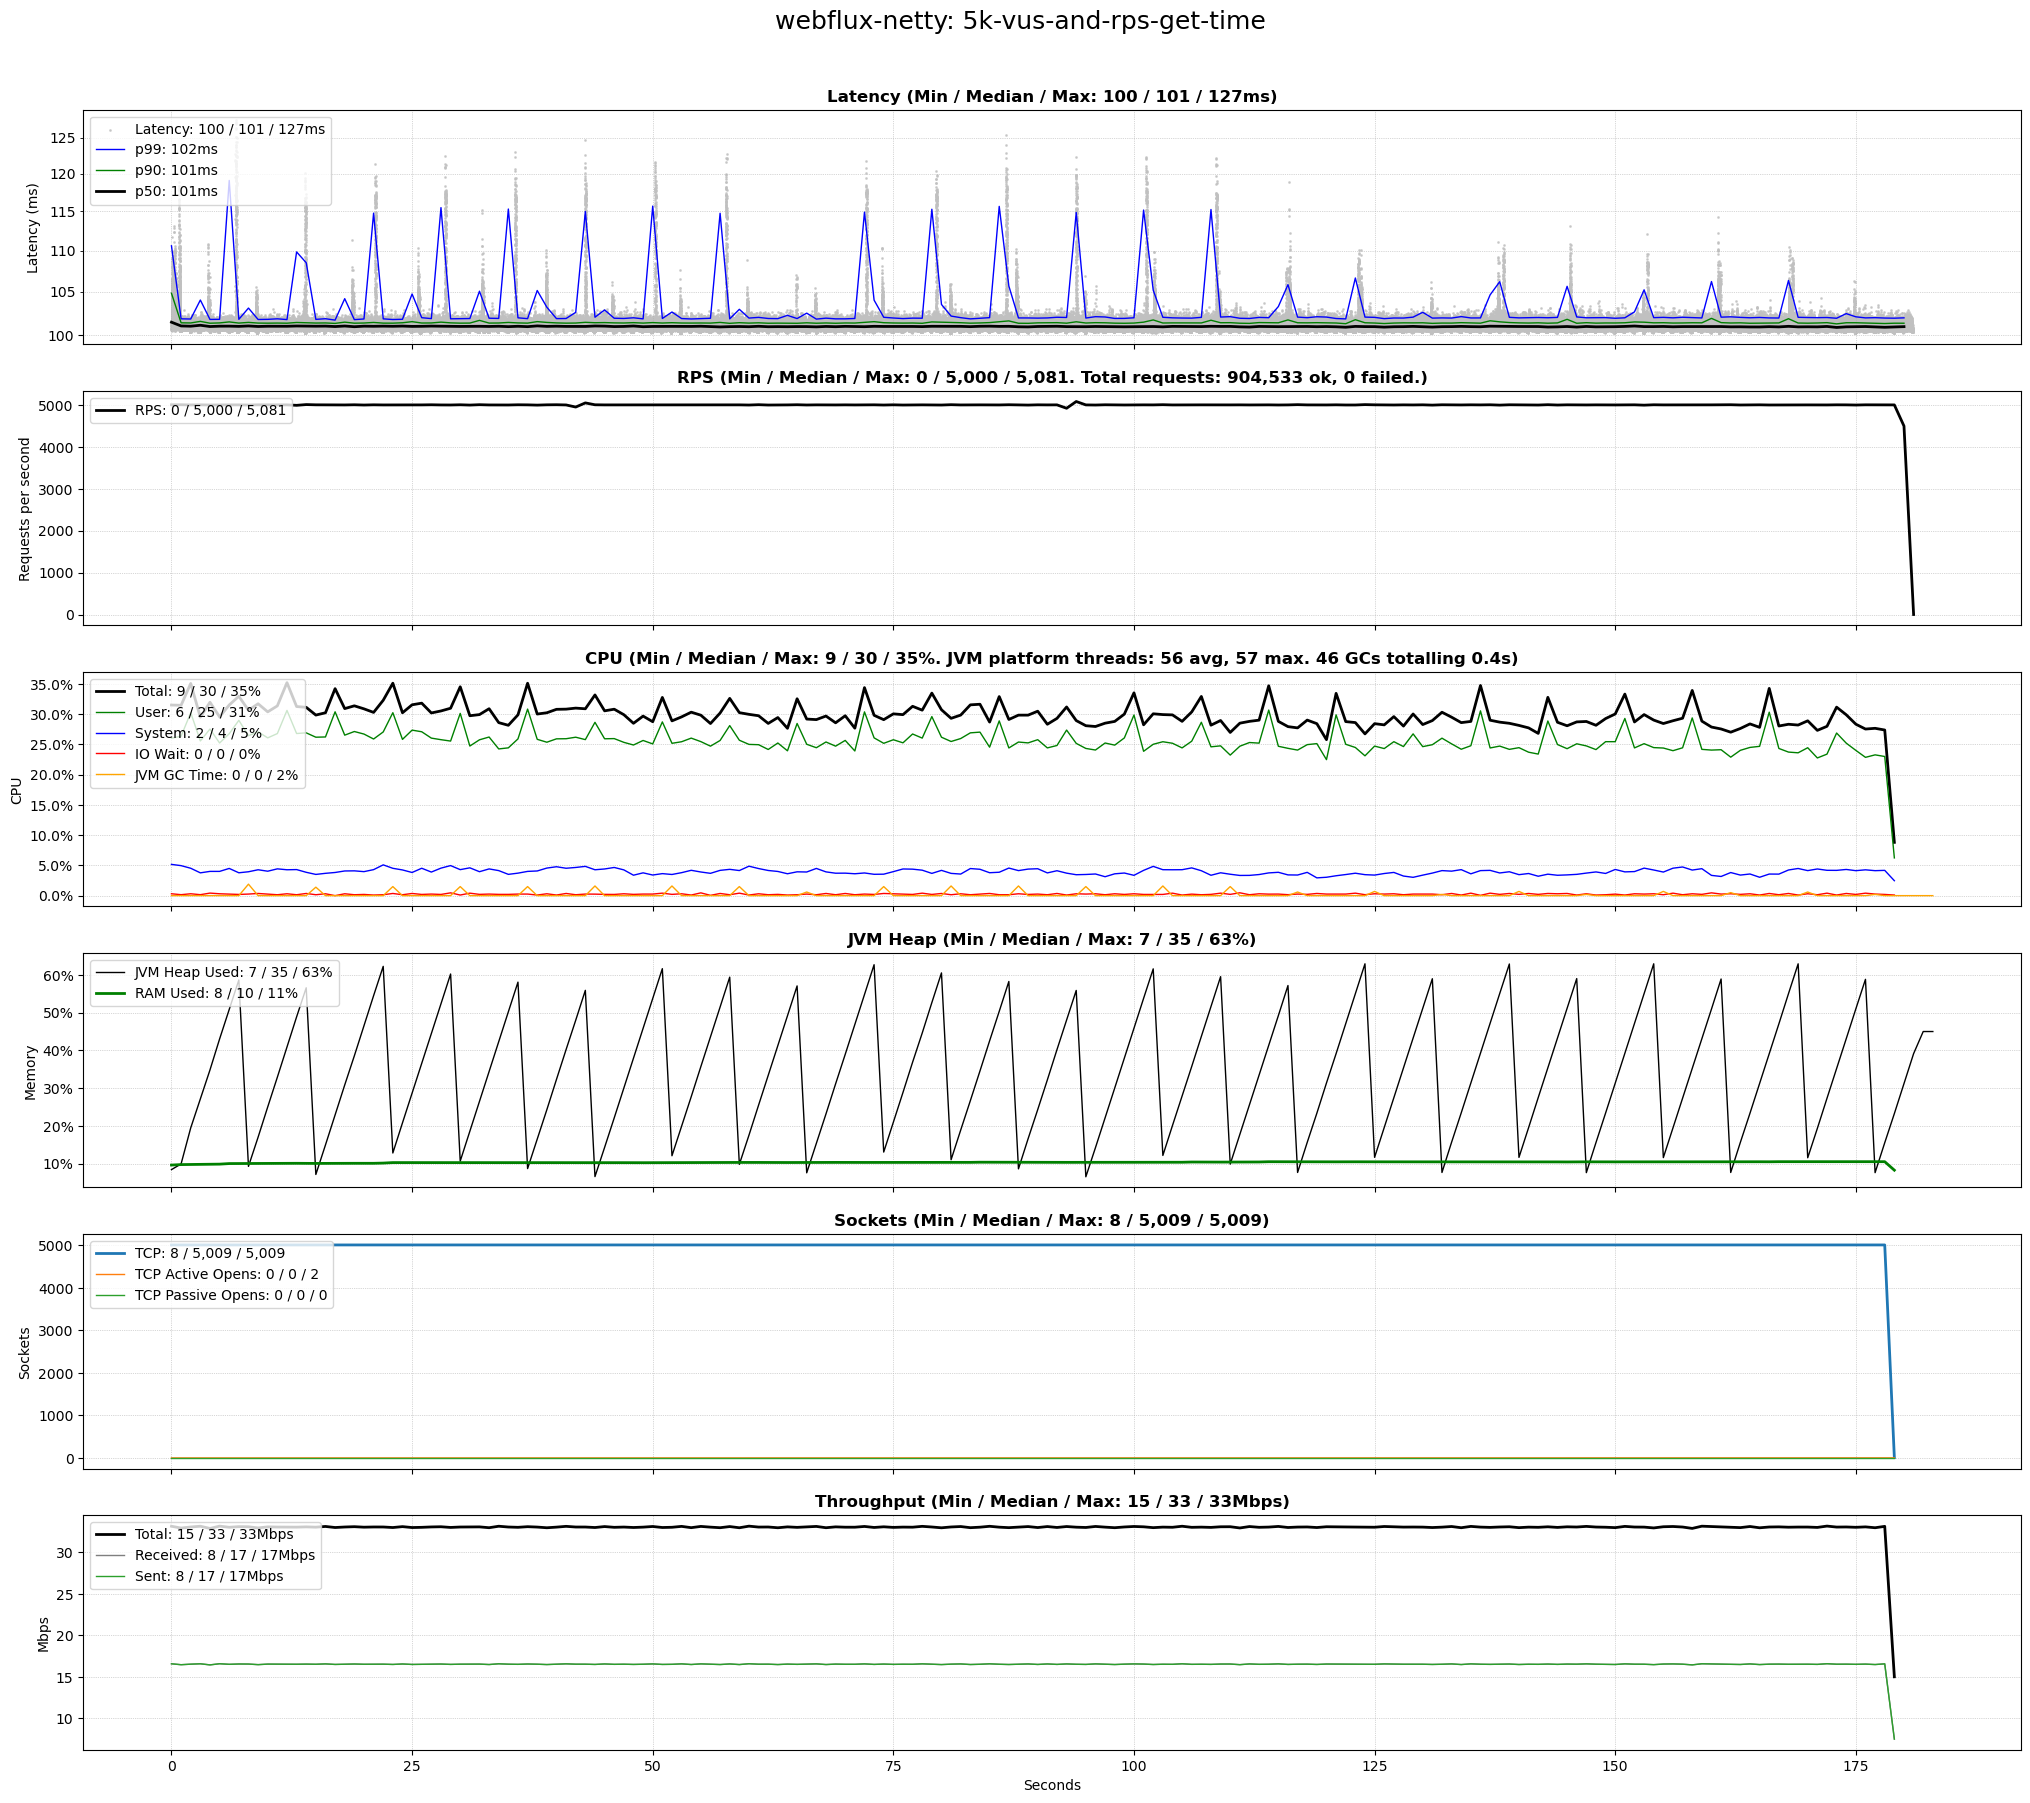 webflux-netty: 5k-vus-and-rps-get-time
Latency (Min / Median / Max: 100 / 101 / 127ms)
Latency (ms)
125
120
115
110
105
100
Latency: 100 / 101 / 127ms
p99: 102ms
p90: 101ms
p50: 101ms
RPS (Min / Median / Max: 0 / 5,000 / 5,081. Total requests: 904,533 ok, 0 failed.)
Requests per second
5000
4000
3000
2000
1000
0
RPS: 0 / 5,000 / 5,081
CPU (Min / Median / Max: 9 / 30 / 35%. JVM platform threads: 56 avg, 57 max. 46 GCs totalling 0.4s)
CPU
35.0%
30.0%
25.0%
20.0%
15.0%
10.0%
5.0%
0.0%
Total: 9 / 30 / 35%
User: 6 / 25 / 31%
System: 2 / 4 / 5%
IO Wait: 0 / 0 / 0%
JVM GC Time: 0 / 0 / 2%
JVM Heap (Min / Median / Max: 7 / 35 / 63%)
Memory
60%
50%
40%
30%
20%
10%
JVM Heap Used: 7 / 35 / 63%
RAM Used: 8 / 10 / 11%
Sockets (Min / Median / Max: 8 / 5,009 / 5,009)
Sockets
5000
4000
3000
2000
1000
0
TCP: 8 / 5,009 / 5,009
TCP Active Opens: 0 / 0 / 2
TCP Passive Opens: 0 / 0 / 0
Throughput (Min / Median / Max: 15 / 33 / 33Mbps)
Mbps
30
25
20
15
10
Total: 15 / 33 / 33Mbps
Received: 8 / 17 / 17Mbps
Sent: 8 / 17 / 17Mbps
0 25 50 75 100 125 150 175
Seconds